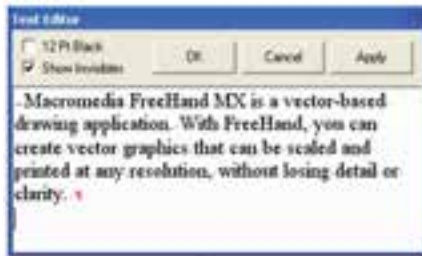 Text Editor
12 Pt Black
Show Invisibles
OK
Cancel
Apply
Macromedia FreeHand MX is a vector-based
drawing application. With FreeHand, you can
create vector graphics that can be scaled and
printed at any resolution, without losing detail or
clarity.